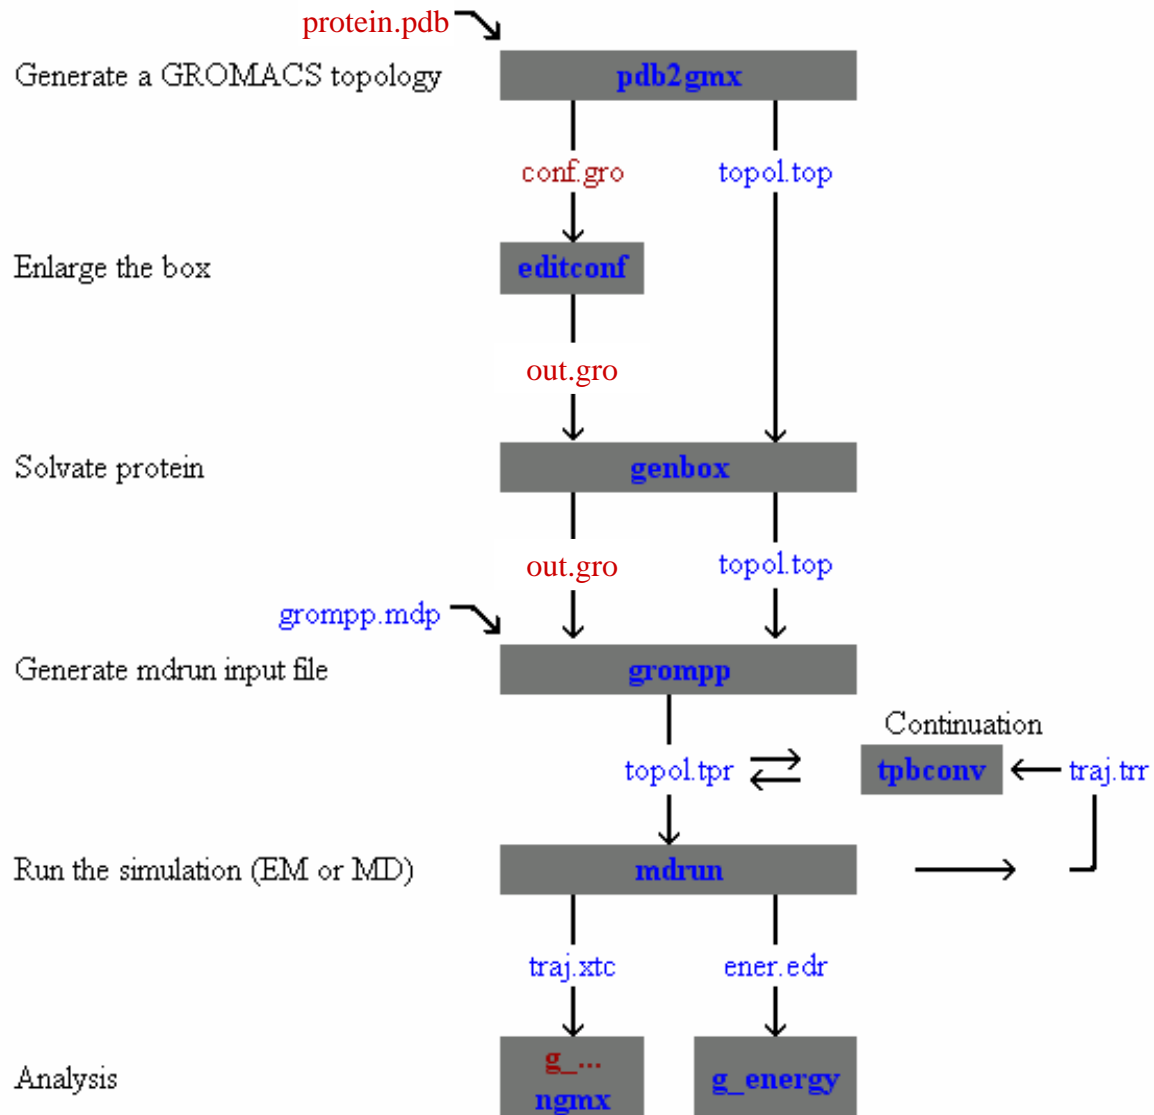 protein.pdb
Generate a GROMACS topology
pdb2gmx
conf.gro
topol.top
Enlarge the box
editconf
out.gro
Solvate protein
genbox
out.gro
topol.top
grompp.mdp
Generate mdrun input file
grompp
Continuation
topol.tpr
tpbconv
traj.trr
Run the simulation (EM or MD)
mdrun
traj.xtc
ener.edr
Analysis
g_...
ngmx
g_energy